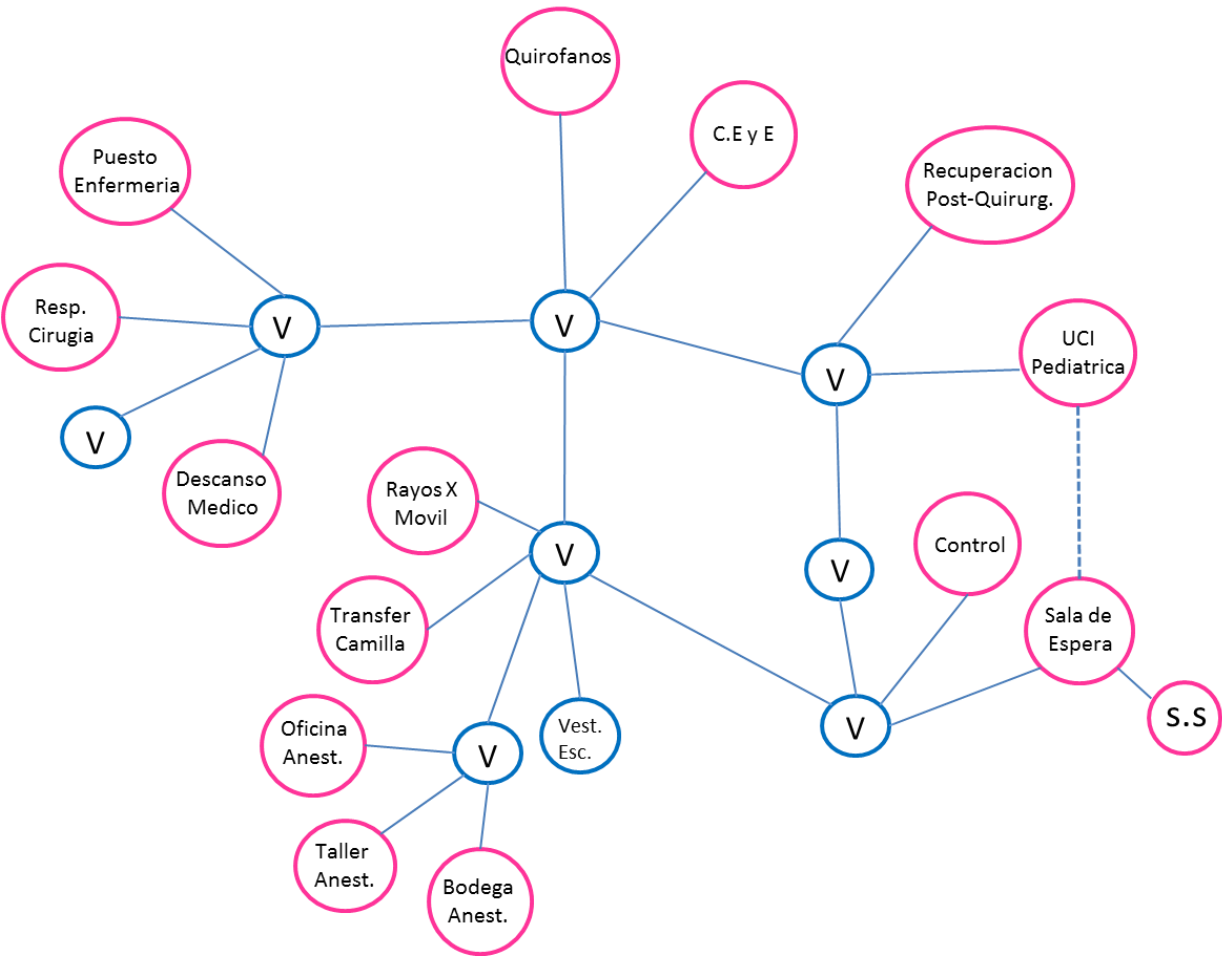 Quirofanos
C.E y E
Puesto
Enfermeria
Recuperacion
Post-Quirurg.
Resp.
Cirugia
V
V
UCI
Pediatrica
V
V
Descanso
Medico
Rayos X
Movil
V
Control
V
Transfer
Camilla
Sala de
Espera
S.S
Oficina
Anest.
V
Vest.
Esc.
V
Taller
Anest.
Bodega
Anest.